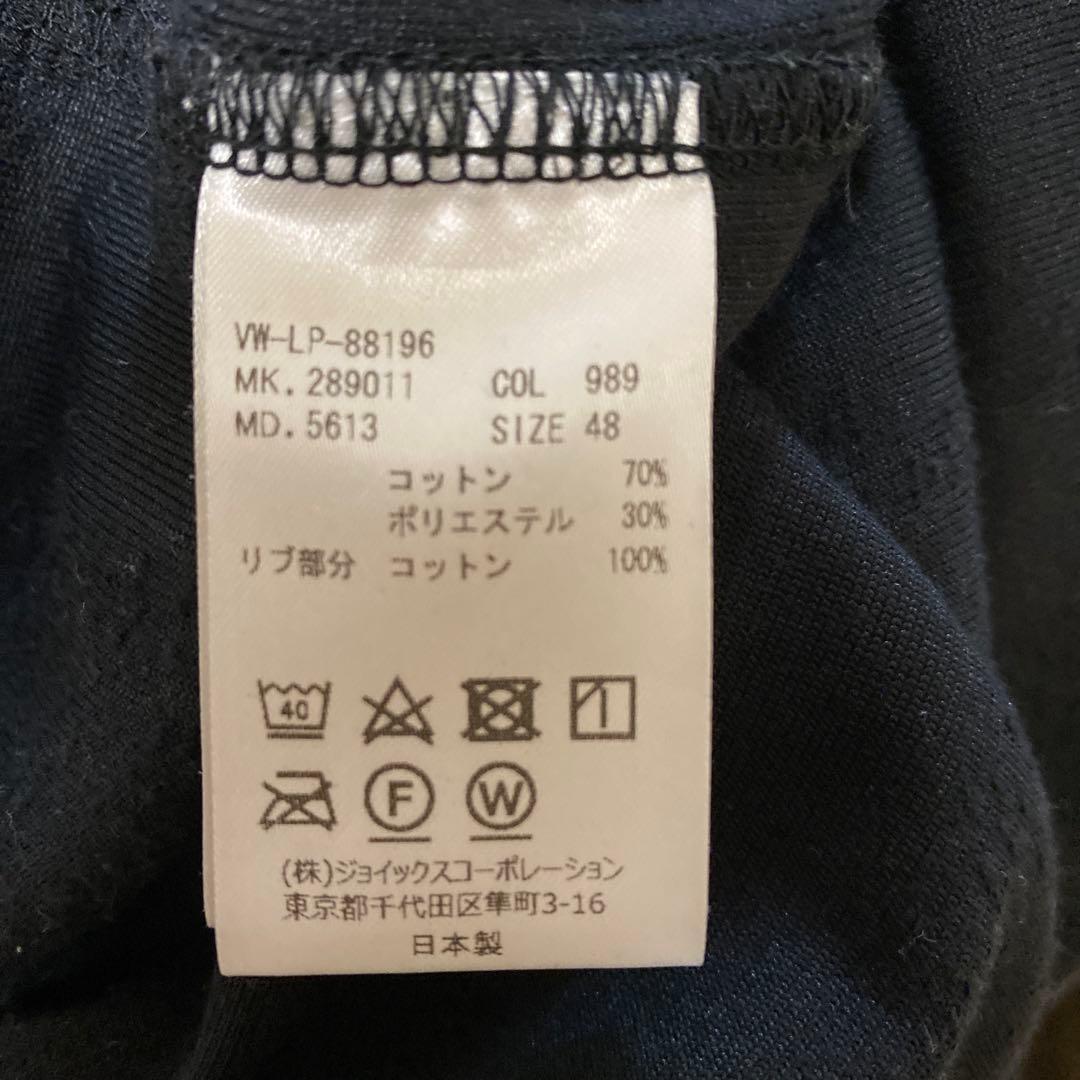 VW-LP-88196
MK. 289011 COL 989
MD. 5613 SIZE 48
コットン 70%
ポリエステル 30%
リブ部分 コットン 100%
40
F W
(株)ジョイックスコーポレーション
東京都千代田区隼町3-16
日本製